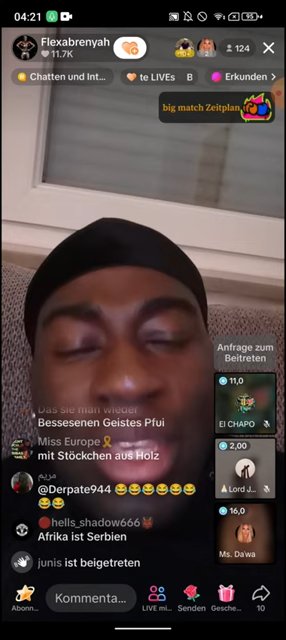 04:21
95
Flexabrenyah
11.7K
124
Chatten und Int...
te LIVEs
B
Erkunden >
big match Zeitplan
Anfrage zum
Beitreten
11,0
El CHAPO
2,00
Lord J...
16,0
Ms. Da'wa
Das sie man wieder
Bessesenen Geistes Pfui
Miss Europe
mit Stöckchen aus Holz
مريم
@Derpate944 😂😂😂😂😂😂
😂😂
🔴hells_shadow666👹
Afrika ist Serbien
junis ist beigetreten
Abonn...
Kommenta...
LIVE mi...
Senden
Gesche...
10